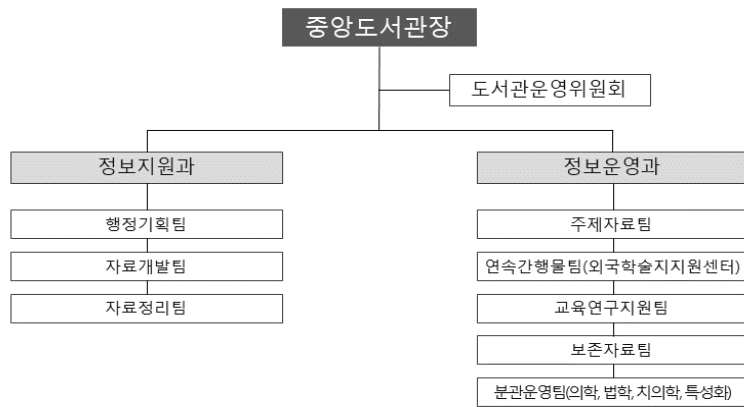 중앙도서관장
도서관운영위원회
정보지원과
행정기획팀
자료개발팀
자료정리팀
정보운영과
주제자료팀
연속간행물팀(외국학술지지원센터)
교육연구지원팀
보존자료팀
분관운영팀(의학, 법학, 치의학, 특성화)